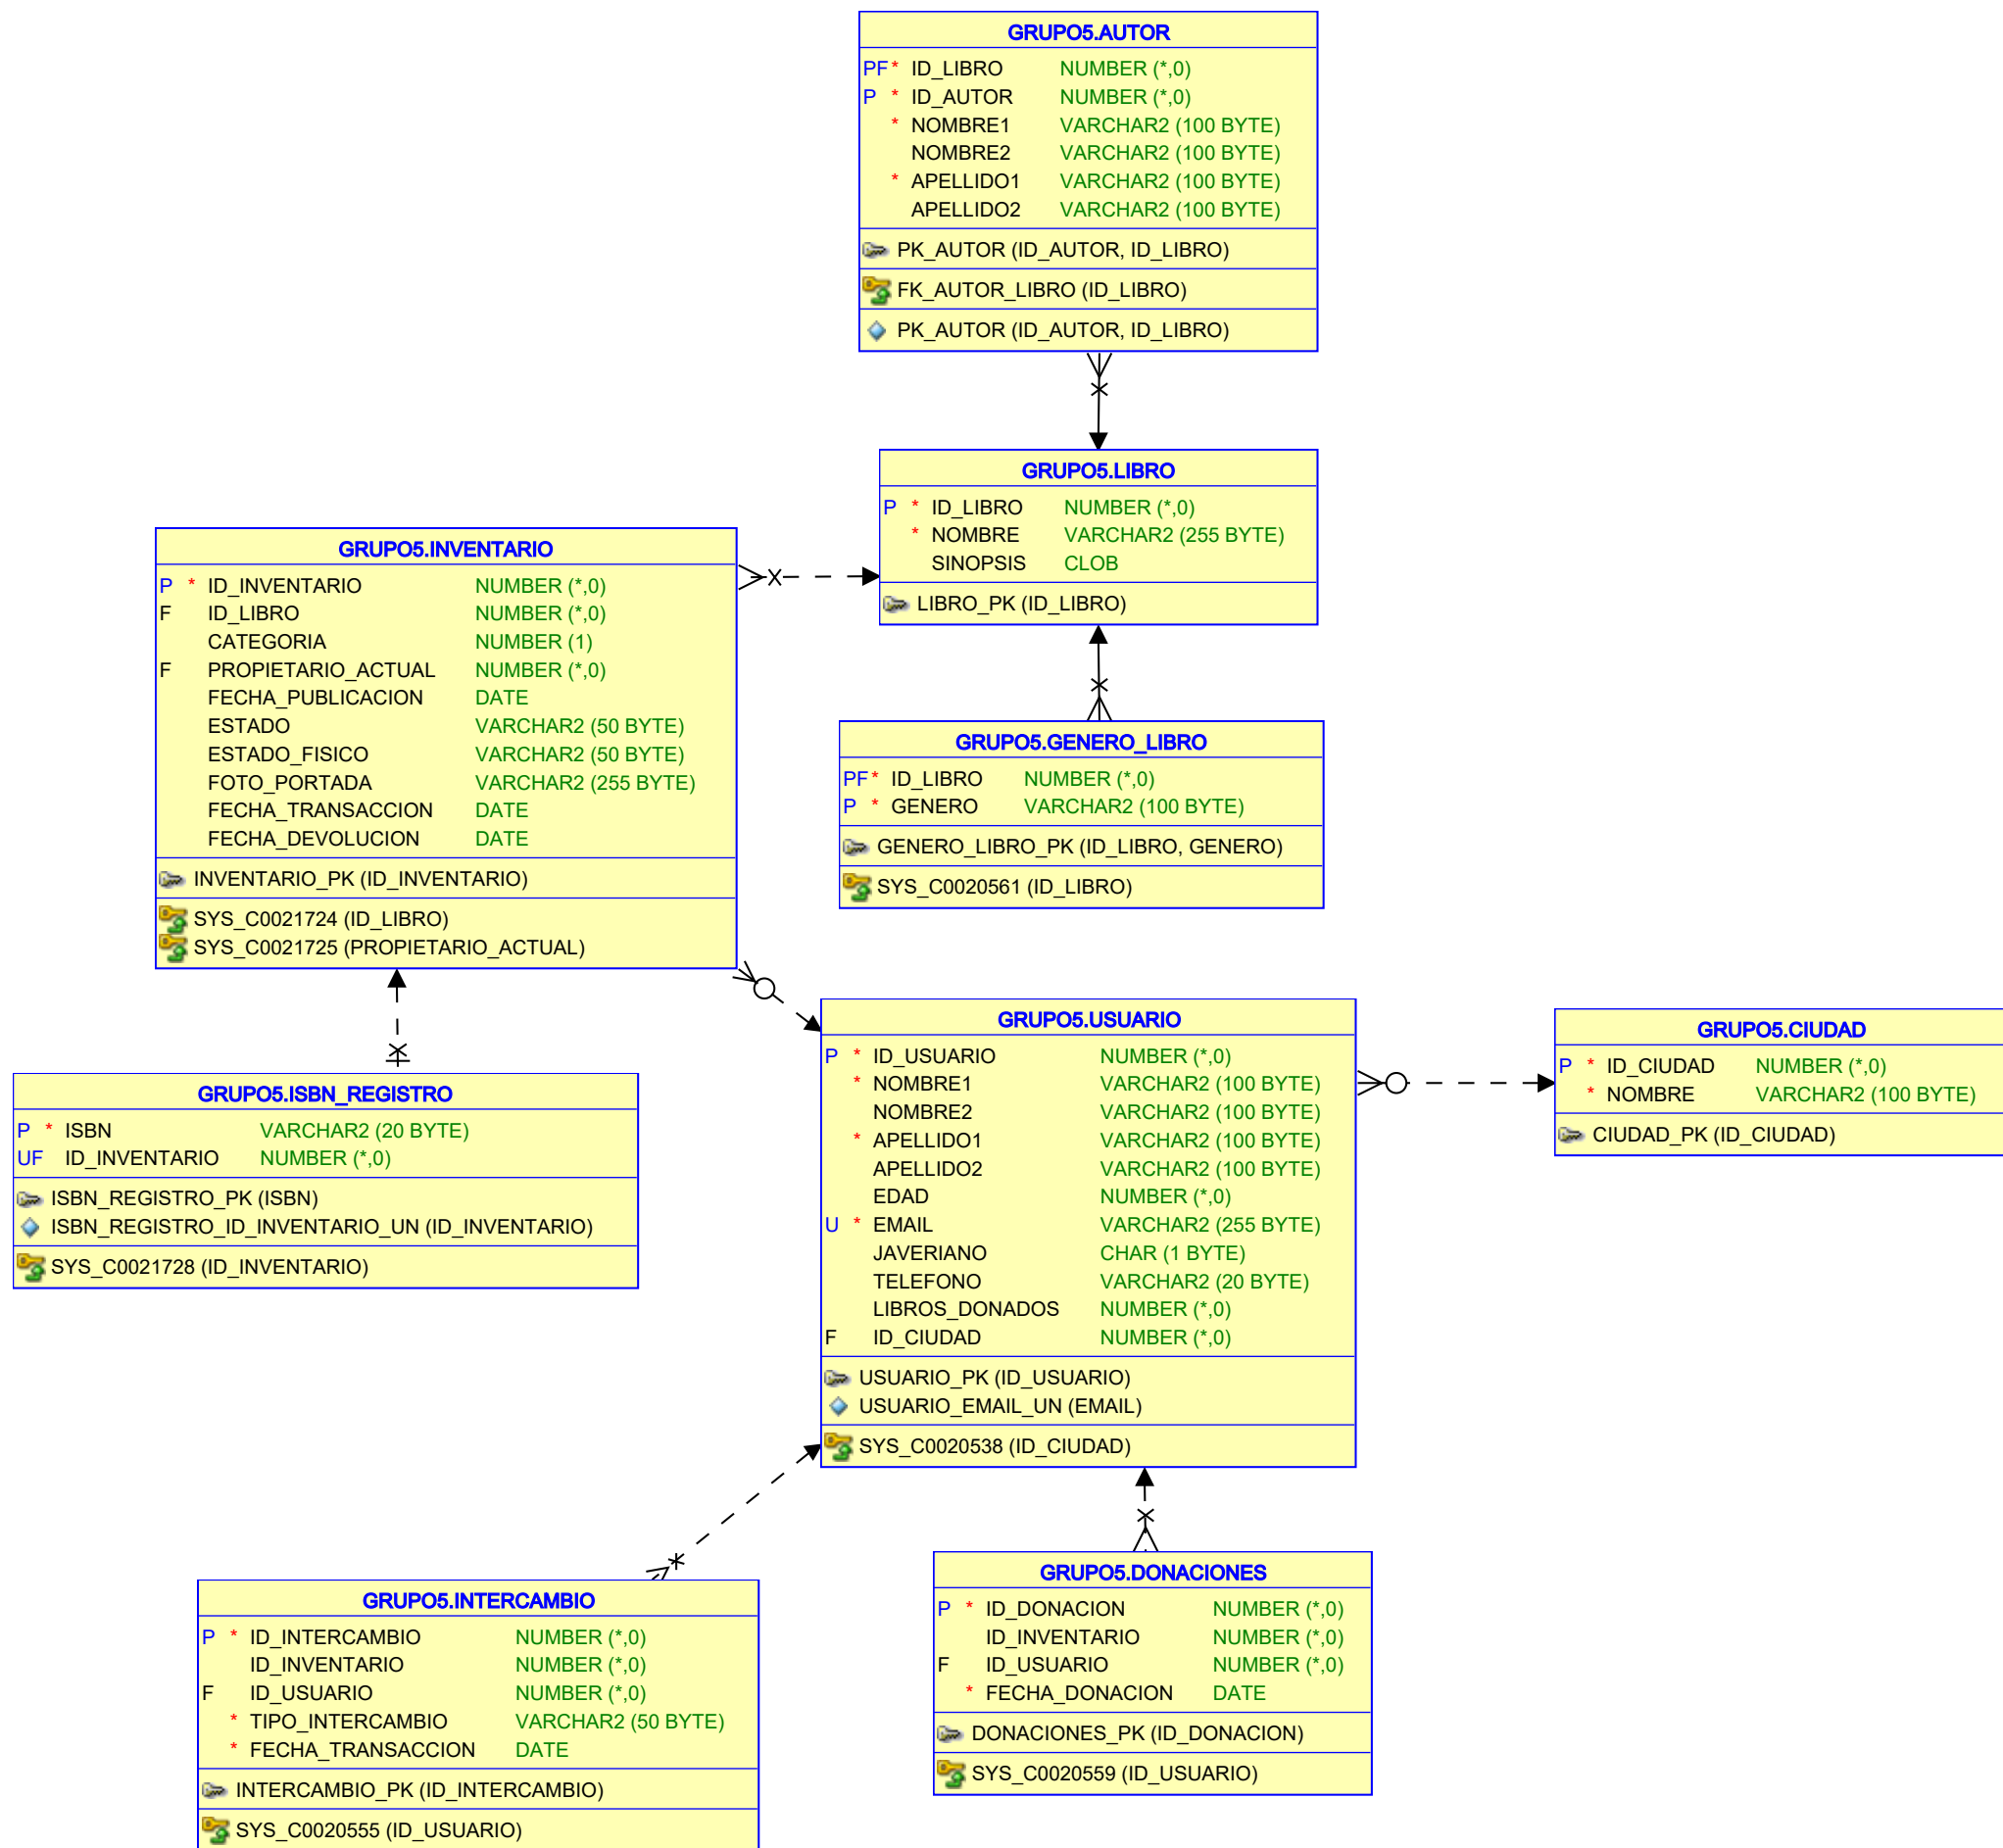 GRUPO5.AUTOR
PF* ID_LIBRO NUMBER (*,0)
P * ID_AUTOR NUMBER (*,0)
* NOMBRE1 VARCHAR2 (100 BYTE)
NOMBRE2 VARCHAR2 (100 BYTE)
* APELLIDO1 VARCHAR2 (100 BYTE)
APELLIDO2 VARCHAR2 (100 BYTE)
PK_AUTOR (ID_AUTOR, ID_LIBRO)
FK_AUTOR_LIBRO (ID_LIBRO)
PK_AUTOR (ID_AUTOR, ID_LIBRO)
GRUPO5.LIBRO
P * ID_LIBRO NUMBER (*,0)
* NOMBRE VARCHAR2 (255 BYTE)
SINOPSIS CLOB
LIBRO_PK (ID_LIBRO)
GRUPO5.INVENTARIO
P * ID_INVENTARIO NUMBER (*,0)
F ID_LIBRO NUMBER (*,0)
CATEGORIA NUMBER (1)
F PROPIETARIO_ACTUAL NUMBER (*,0)
FECHA_PUBLICACION DATE
ESTADO VARCHAR2 (50 BYTE)
ESTADO_FISICO VARCHAR2 (50 BYTE)
FOTO_PORTADA VARCHAR2 (255 BYTE)
FECHA_TRANSACCION DATE
FECHA_DEVOLUCION DATE
INVENTARIO_PK (ID_INVENTARIO)
SYS_C0021724 (ID_LIBRO)
SYS_C0021725 (PROPIETARIO_ACTUAL)
GRUPO5.GENERO_LIBRO
PF* ID_LIBRO NUMBER (*,0)
P * GENERO VARCHAR2 (100 BYTE)
GENERO_LIBRO_PK (ID_LIBRO, GENERO)
SYS_C0020561 (ID_LIBRO)
GRUPO5.ISBN_REGISTRO
P * ISBN VARCHAR2 (20 BYTE)
UF ID_INVENTARIO NUMBER (*,0)
ISBN_REGISTRO_PK (ISBN)
ISBN_REGISTRO_ID_INVENTARIO_UN (ID_INVENTARIO)
SYS_C0021728 (ID_INVENTARIO)
GRUPO5.USUARIO
P * ID_USUARIO NUMBER (*,0)
* NOMBRE1 VARCHAR2 (100 BYTE)
NOMBRE2 VARCHAR2 (100 BYTE)
* APELLIDO1 VARCHAR2 (100 BYTE)
APELLIDO2 VARCHAR2 (100 BYTE)
EDAD NUMBER (*,0)
U * EMAIL VARCHAR2 (255 BYTE)
JAVERIANO CHAR (1 BYTE)
TELEFONO VARCHAR2 (20 BYTE)
LIBROS_DONADOS NUMBER (*,0)
F ID_CIUDAD NUMBER (*,0)
USUARIO_PK (ID_USUARIO)
USUARIO_EMAIL_UN (EMAIL)
SYS_C0020538 (ID_CIUDAD)
GRUPO5.CIUDAD
P * ID_CIUDAD NUMBER (*,0)
* NOMBRE VARCHAR2 (100 BYTE)
CIUDAD_PK (ID_CIUDAD)
GRUPO5.INTERCAMBIO
P * ID_INTERCAMBIO NUMBER (*,0)
ID_INVENTARIO NUMBER (*,0)
F ID_USUARIO NUMBER (*,0)
* TIPO_INTERCAMBIO VARCHAR2 (50 BYTE)
* FECHA_TRANSACCION DATE
INTERCAMBIO_PK (ID_INTERCAMBIO)
SYS_C0020555 (ID_USUARIO)
GRUPO5.DONACIONES
P * ID_DONACION NUMBER (*,0)
ID_INVENTARIO NUMBER (*,0)
F ID_USUARIO NUMBER (*,0)
* FECHA_DONACION DATE
DONACIONES_PK (ID_DONACION)
SYS_C0020559 (ID_USUARIO)